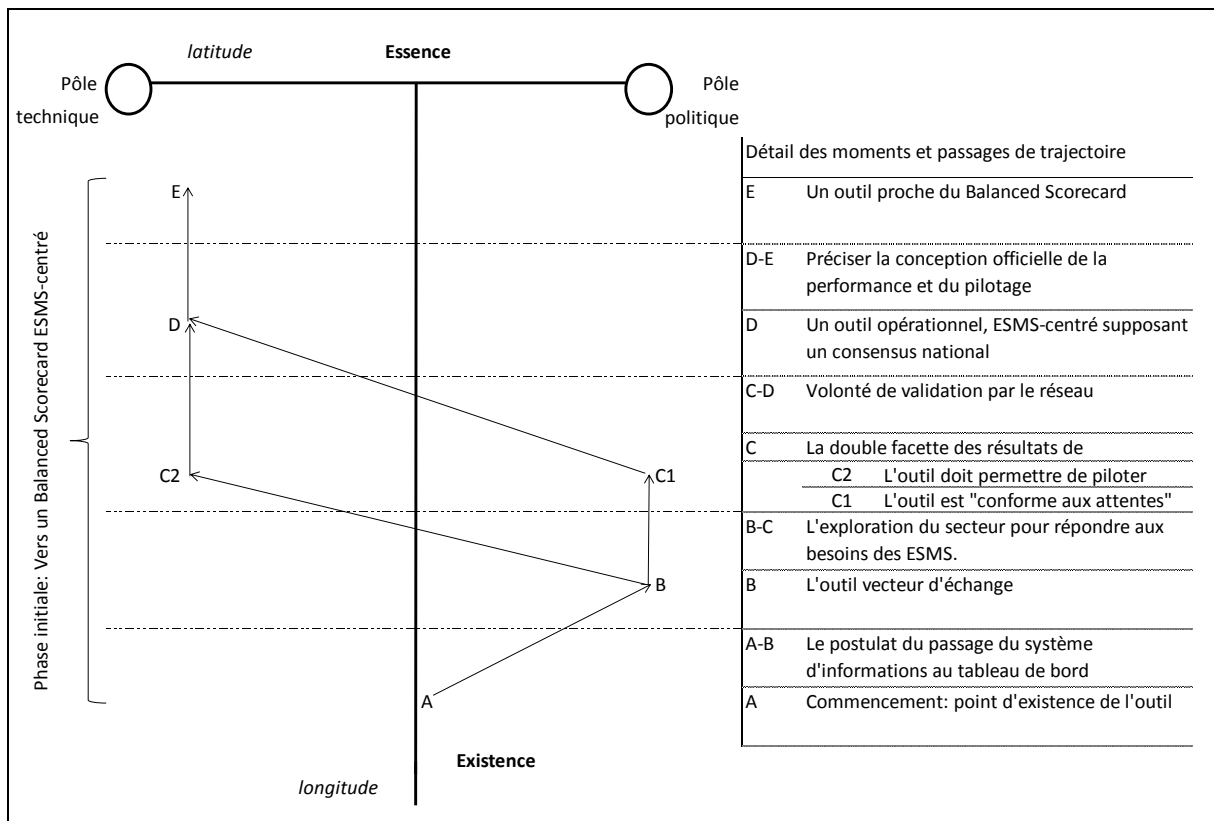 latitude
Essence
Pôle
technique
Pôle
politique
Détail des moments et passages de trajectoire
E Un outil proche du Balanced Scorecard
D-E Préciser la conception officielle de la
performance et du pilotage
D Un outil opérationnel, ESMS-centré supposant
un consensus national
C-D Volonté de validation par le réseau
C La double facette des résultats de
C2 L'outil doit permettre de piloter
C1 L'outil est "conforme aux attentes"
B-C L'exploration du secteur pour répondre aux
besoins des ESMS.
B L'outil vecteur d'échange
A-B Le postulat du passage du système
d'informations au tableau de bord
A Commencement: point d'existence de l'outil
Phase initiale: Vers un Balanced Scorecard ESMS-centré
E
D
C2
C1
B
A
Existence
longitude